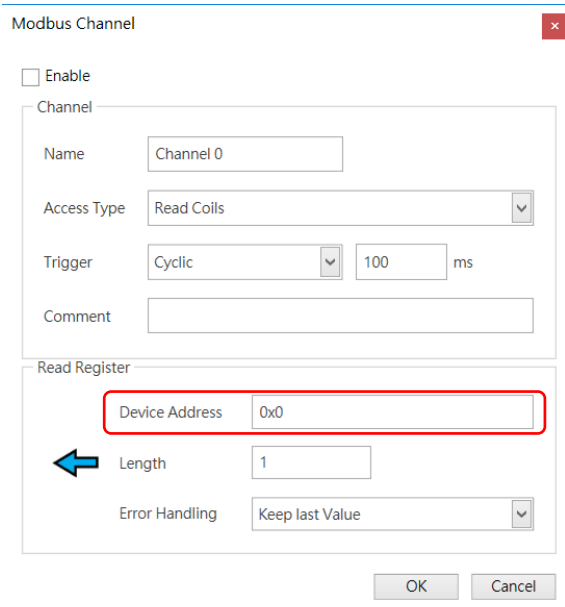 Modbus Channel
Enable
Channel
Name Channel 0
Access Type Read Coils
Trigger Cyclic 100 ms
Comment
Read Register
Device Address 0x0
Length 1
Error Handling Keep last Value
OK Cancel